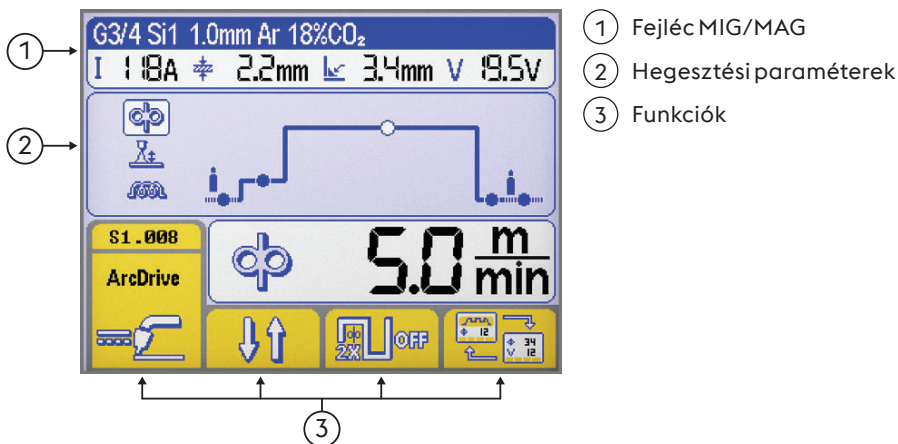 G3/4 Si1 1.0mm Ar 18%CO₂
I 118A 2.2mm 3.4mm V 19.5V
S1.008
ArcDrive
5.0 m/min
2X OFF
12 34
V 12
1 Fejléc MIG/MAG
2 Hegesztési paraméterek
3 Funkciók
1
2
3